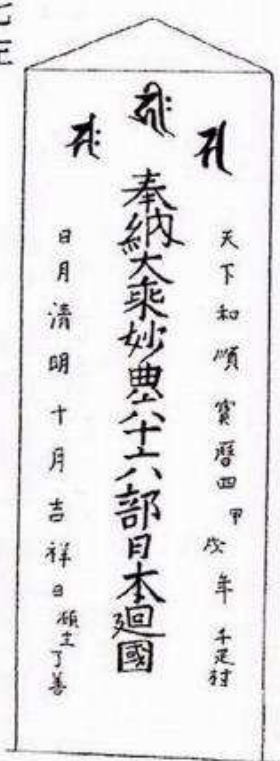 天下和順 寳暦四甲戌年 千足村
奉納大乘妙典六十六部日本廻國
日月清明 十月吉祥日 願主了善